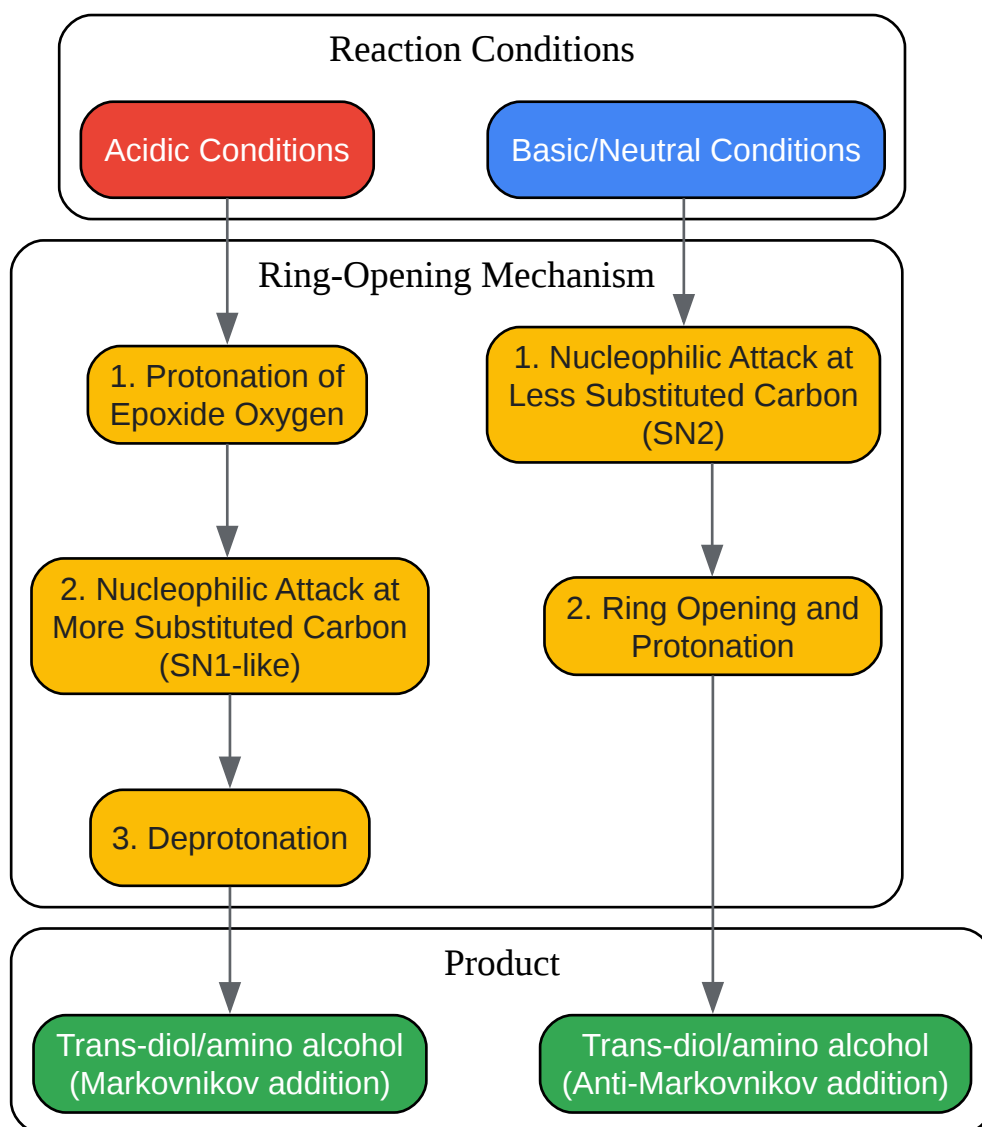 Reaction Conditions
Acidic Conditions
Basic/Neutral Conditions
Ring-Opening Mechanism
1. Protonation of
Epoxide Oxygen
1. Nucleophilic Attack at
Less Substituted Carbon
(SN2)
2. Nucleophilic Attack at
More Substituted Carbon
(SN1-like)
2. Ring Opening and
Protonation
3. Deprotonation
Product
Trans-diol/amino alcohol
(Markovnikov addition)
Trans-diol/amino alcohol
(Anti-Markovnikov addition)